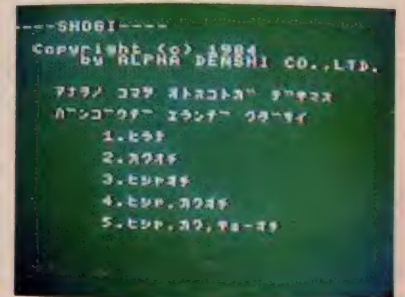 ----SHOGI----
Copyright (c) 1984
by ALPHA DENSHI CO.,LTD.
アナタノ コマヲ オトスコトガ デキマス
バンゴウデ エランデ クダサイ
1.ヒラテ
2.カクオチ
3.ヒシャオチ
4.ヒシャ,カクオチ
5.ヒシャ,カク,キョーオチ